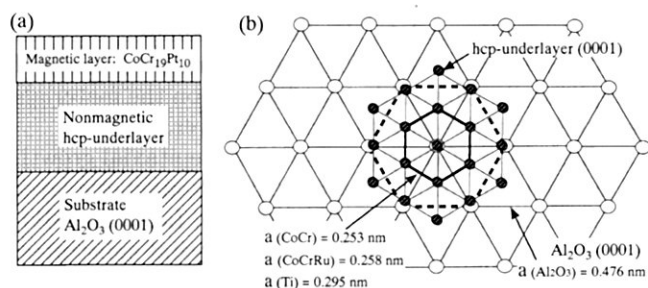 (a)
Magnetic layer: CoCr₁₉Pt₁₀
Nonmagnetic
hcp-underlayer
Substrate
Al₂O₃ (0001)
(b)
hcp-underlayer (0001)
a (CoCr) = 0.253 nm
a (CoCrRu) = 0.258 nm
a (Ti) = 0.295 nm
Al₂O₃ (0001)
a (Al₂O₃) = 0.476 nm